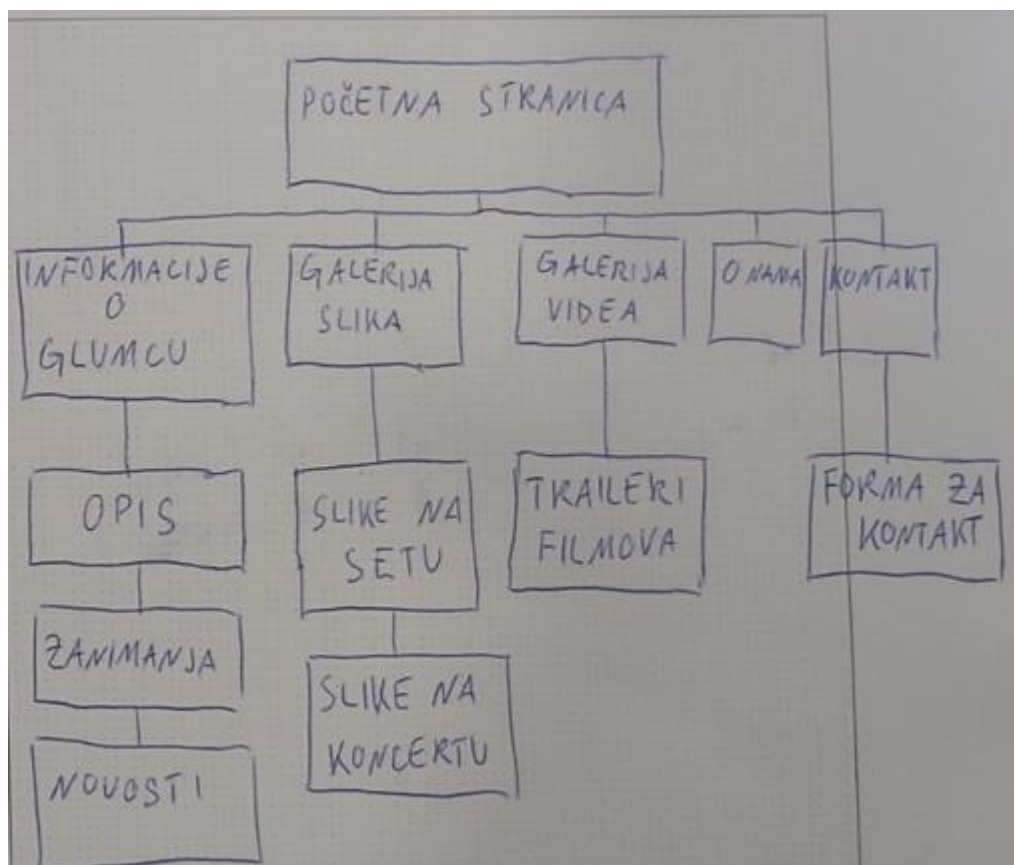 POČETNA STRANICA
INFORMACIJE
O
GLUMCU
GALERIJA
SLIKA
GALERIJA
VIDEA
O NAMA
KONTAKT
OPIS
SLIKE NA
SETU
TRAILERI
FILMOVA
FORMA ZA
KONTAKT
ZANIMANJA
SLIKE NA
KONCERTU
NOVOSTI